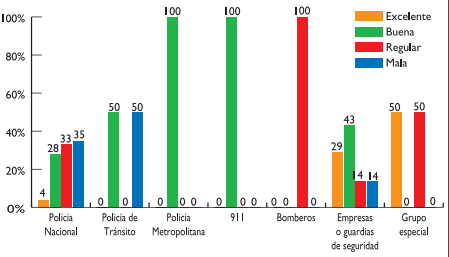 100%
80%
60%
40%
20%
0%
Excelente
Buena
Regular
Mala
4 28 33 35
0 50 0 50
0 100 0 0
0 100 0 0
0 0 100 0
29 43 14 14
50 0 50 0
Policía Nacional
Policía de Tránsito
Policía Metropolitana
911
Bomberos
Empresas o guardias de seguridad
Grupo especial